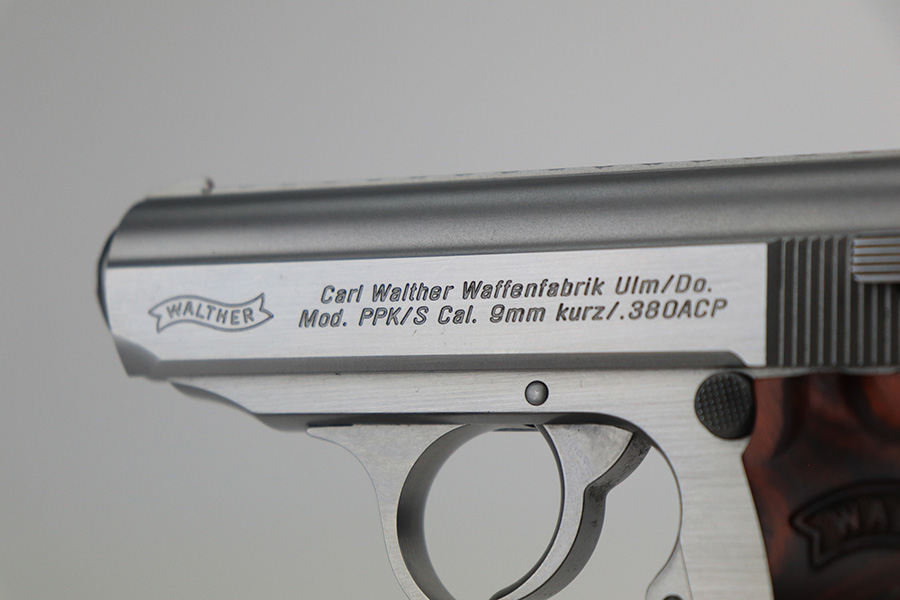 WALTHER
Carl Walther Waffenfabrik Ulm/Do.
Mod. PPK/S Cal. 9mm kurz/.380ACP